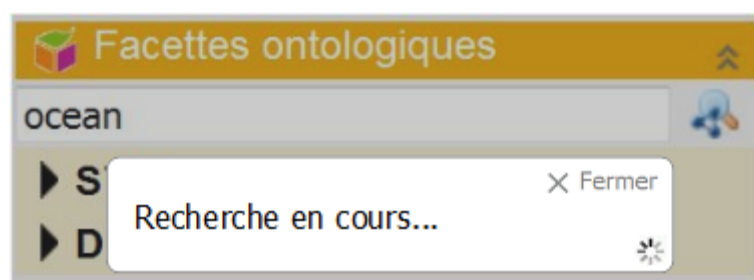 Facettes ontologiques
ocean
S
× Fermer
Recherche en cours...
D